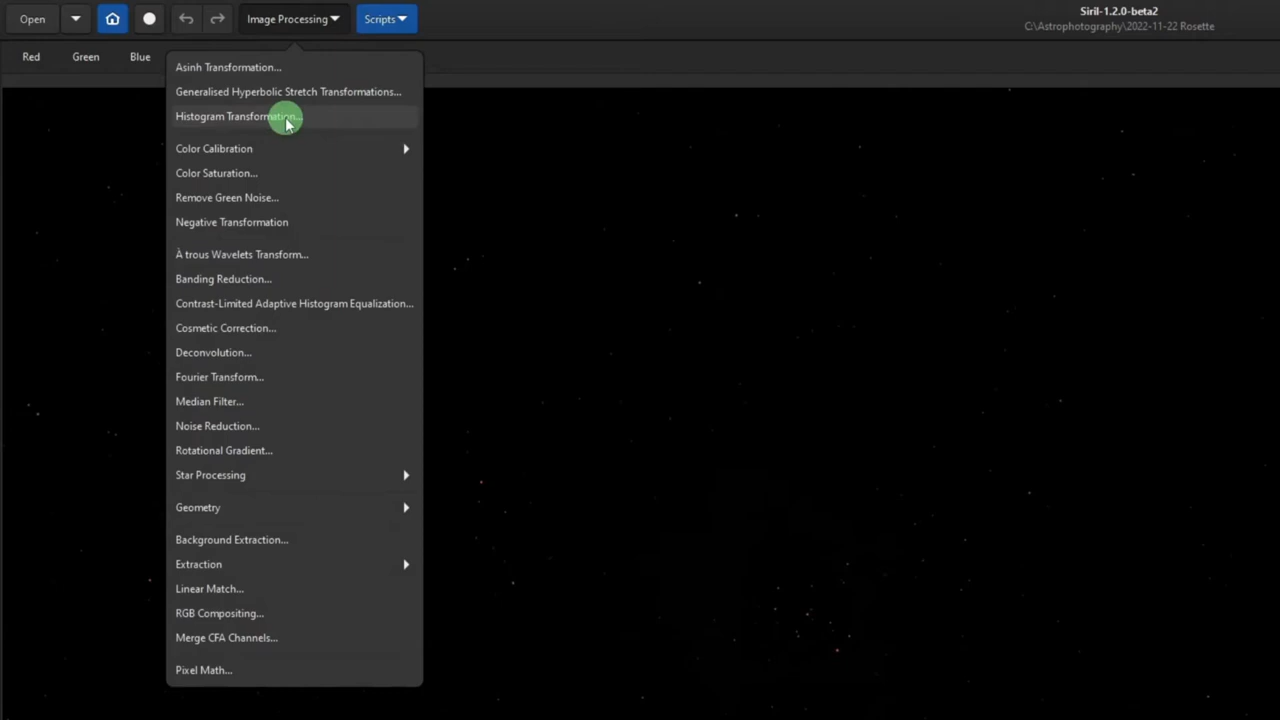 Open
Image Processing
Scripts
Siril-1.2.0-beta2
C:\Astrophotography\2022-11-22 Rosette
Red
Green
Blue
Asinh Transformation...
Generalised Hyperbolic Stretch Transformations...
Histogram Transformation...
Color Calibration
Color Saturation...
Remove Green Noise...
Negative Transformation
À trous Wavelets Transform...
Banding Reduction...
Contrast-Limited Adaptive Histogram Equalization...
Cosmetic Correction...
Deconvolution...
Fourier Transform...
Median Filter...
Noise Reduction...
Rotational Gradient...
Star Processing
Geometry
Background Extraction...
Extraction
Linear Match...
RGB Compositing...
Merge CFA Channels...
Pixel Math...